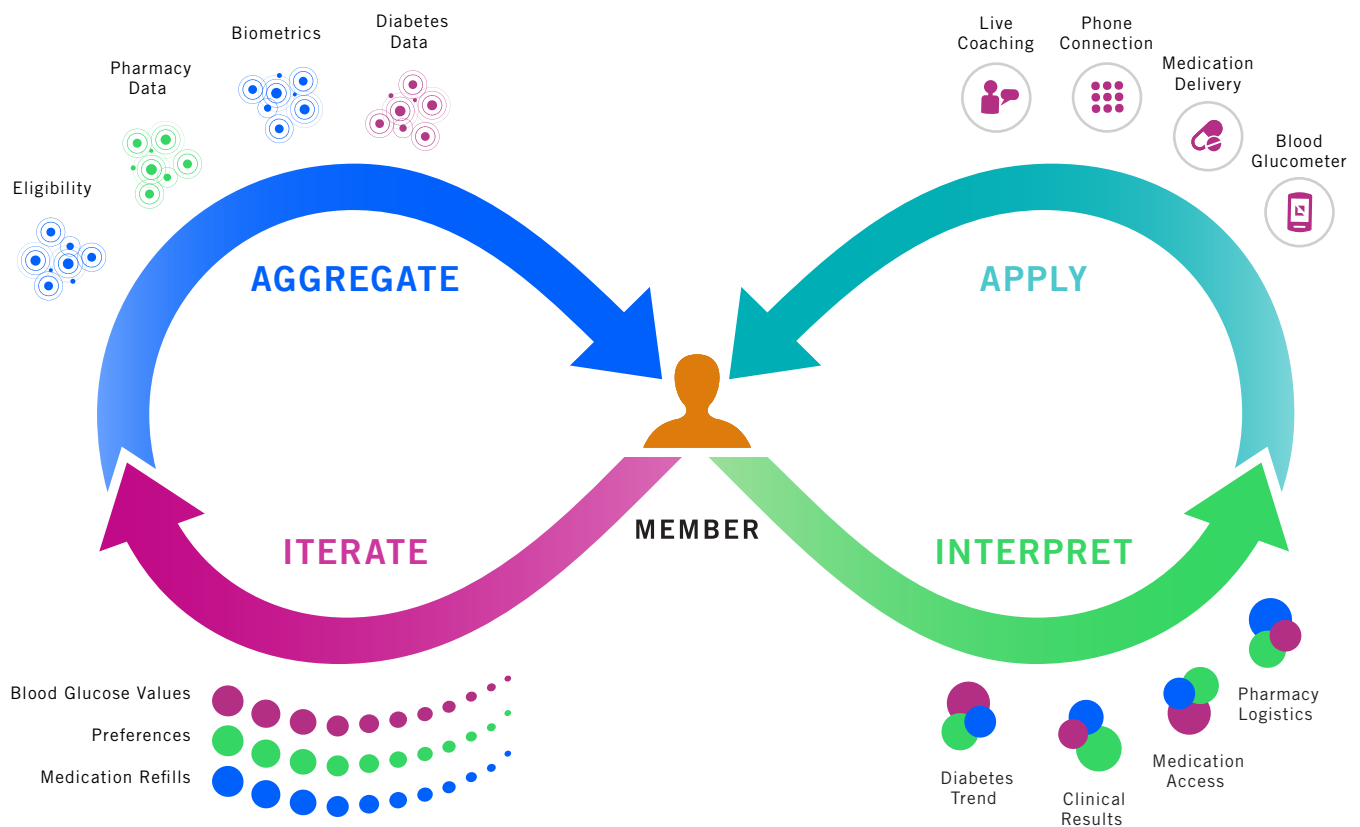 Eligibility
Pharmacy
Data
Biometrics
Diabetes
Data
Live
Coaching
Phone
Connection
Medication
Delivery
Blood
Glucometer
AGGREGATE
APPLY
MEMBER
ITERATE
INTERPRET
Blood Glucose Values
Preferences
Medication Refills
Diabetes
Trend
Clinical
Results
Medication
Access
Pharmacy
Logistics